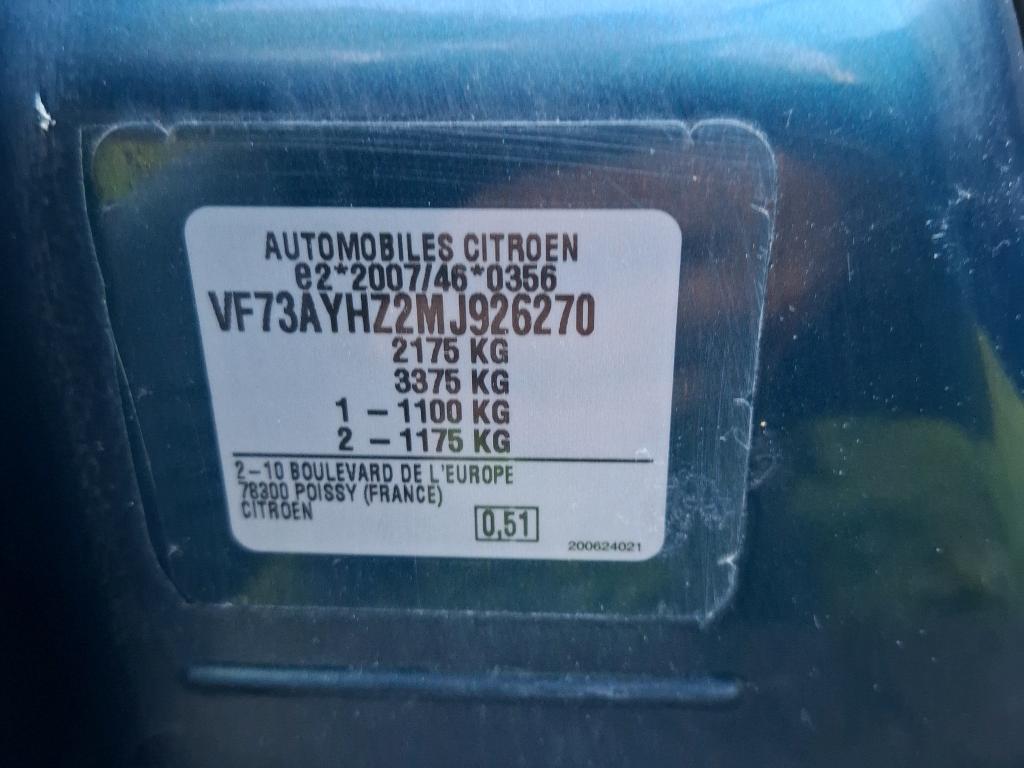 AUTOMOBILES CITROEN
e2*2007/46*0356
VF73AYHZ2MJ926270
2175 KG
3375 KG
1 – 1100 KG
2 – 1175 KG
2–10 BOULEVARD DE L'EUROPE
78300 POISSY (FRANCE)
CITROEN
0,51
200624021